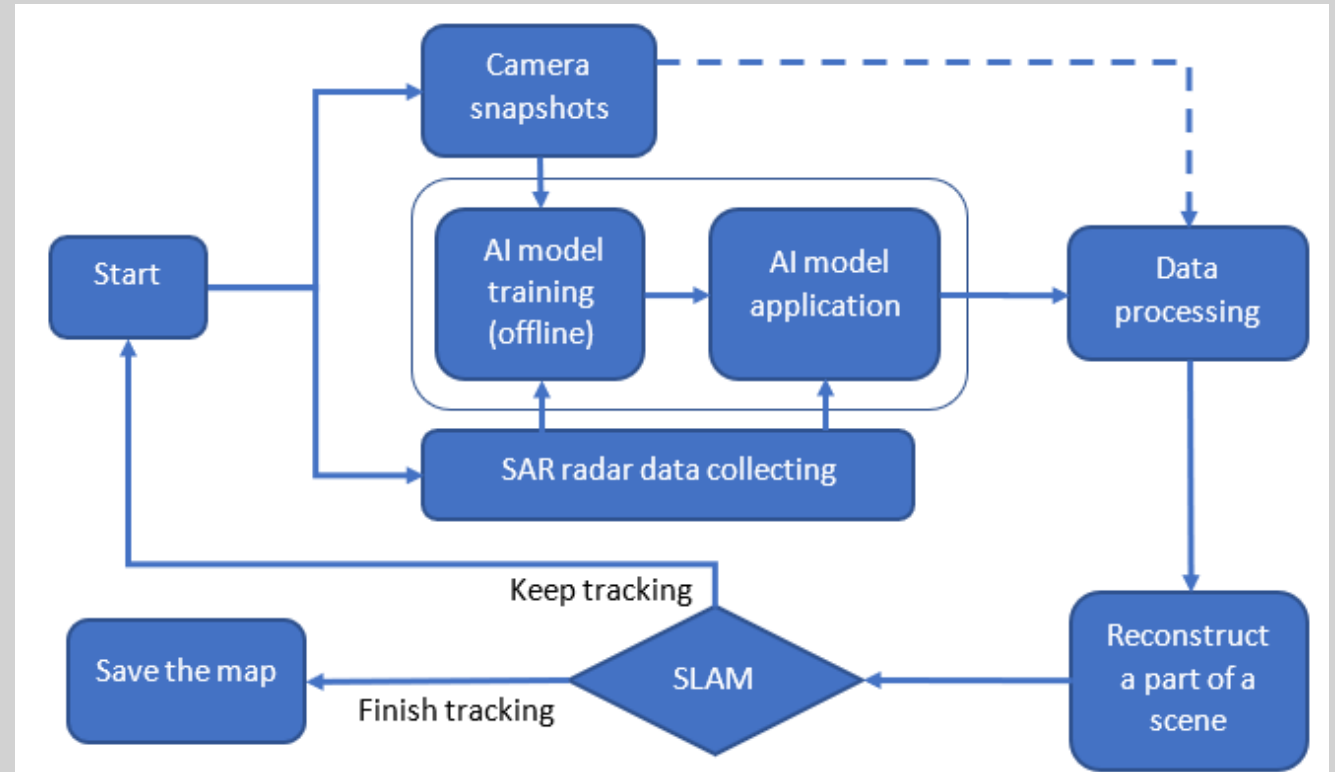 Camera
snapshots
Start
AI model
training
(offline)
AI model
application
Data
processing
SAR radar data collecting
Keep tracking
Save the map
Finish tracking
SLAM
Reconstruct
a part of a
scene